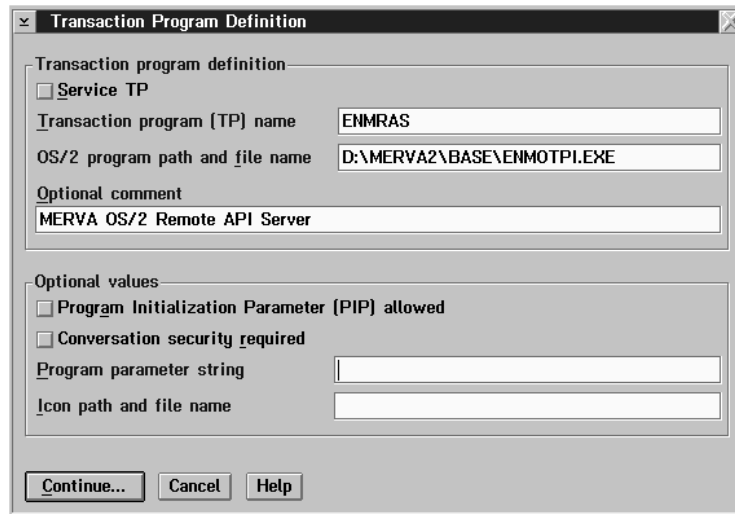 Transaction Program Definition
Transaction program definition
Service TP
Transaction program (TP) name ENMRAS
OS/2 program path and file name D:\MERVA2\BASE\ENMOTPI.EXE
Optional comment
MERVA OS/2 Remote API Server
Optional values
Program Initialization Parameter (PIP) allowed
Conversation security required
Program parameter string
Icon path and file name
Continue... Cancel Help